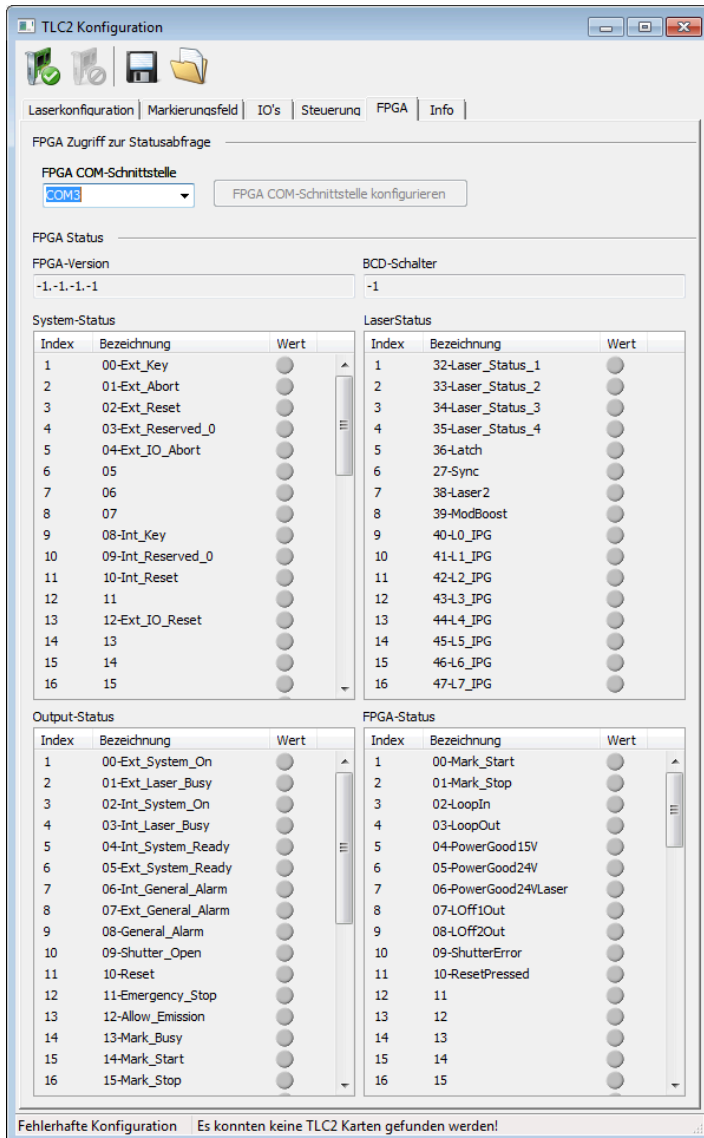 TLC2 Konfiguration
Laserkonfiguration Markierungsfeld IO's Steuerung FPGA Info
FPGA Zugriff zur Statusabfrage
FPGA COM-Schnittstelle
COM3 FPGA COM-Schnittstelle konfigurieren
FPGA Status
FPGA-Version BCD-Schalter
-1.-1.-1.-1 -1
System-Status
Index Bezeichnung Wert
1 00-Ext_Key
2 01-Ext_Abort
3 02-Ext_Reset
4 03-Ext_Reserved_0
5 04-Ext_IO_Abort
6 05
7 06
8 07
9 08-Int_Key
10 09-Int_Reserved_0
11 10-Int_Reset
12 11
13 12-Ext_IO_Reset
14 13
15 14
16 15
LaserStatus
Index Bezeichnung Wert
1 32-Laser_Status_1
2 33-Laser_Status_2
3 34-Laser_Status_3
4 35-Laser_Status_4
5 36-Latch
6 27-Sync
7 38-Laser2
8 39-ModBoost
9 40-L0_IPG
10 41-L1_IPG
11 42-L2_IPG
12 43-L3_IPG
13 44-L4_IPG
14 45-L5_IPG
15 46-L6_IPG
16 47-L7_IPG
Output-Status
Index Bezeichnung Wert
1 00-Ext_System_On
2 01-Ext_Laser_Busy
3 02-Int_System_On
4 03-Int_Laser_Busy
5 04-Int_System_Ready
6 05-Ext_System_Ready
7 06-Int_General_Alarm
8 07-Ext_General_Alarm
9 08-General_Alarm
10 09-Shutter_Open
11 10-Reset
12 11-Emergency_Stop
13 12-Allow_Emission
14 13-Mark_Busy
15 14-Mark_Start
16 15-Mark_Stop
FPGA-Status
Index Bezeichnung Wert
1 00-Mark_Start
2 01-Mark_Stop
3 02-LoopIn
4 03-LoopOut
5 04-PowerGood15V
6 05-PowerGood24V
7 06-PowerGood24VLaser
8 07-LOff1Out
9 08-LOff2Out
10 09-ShutterError
11 10-ResetPressed
12 11
13 12
14 13
15 14
16 15
Fehlerhafte Konfiguration Es konnten keine TLC2 Karten gefunden werden!